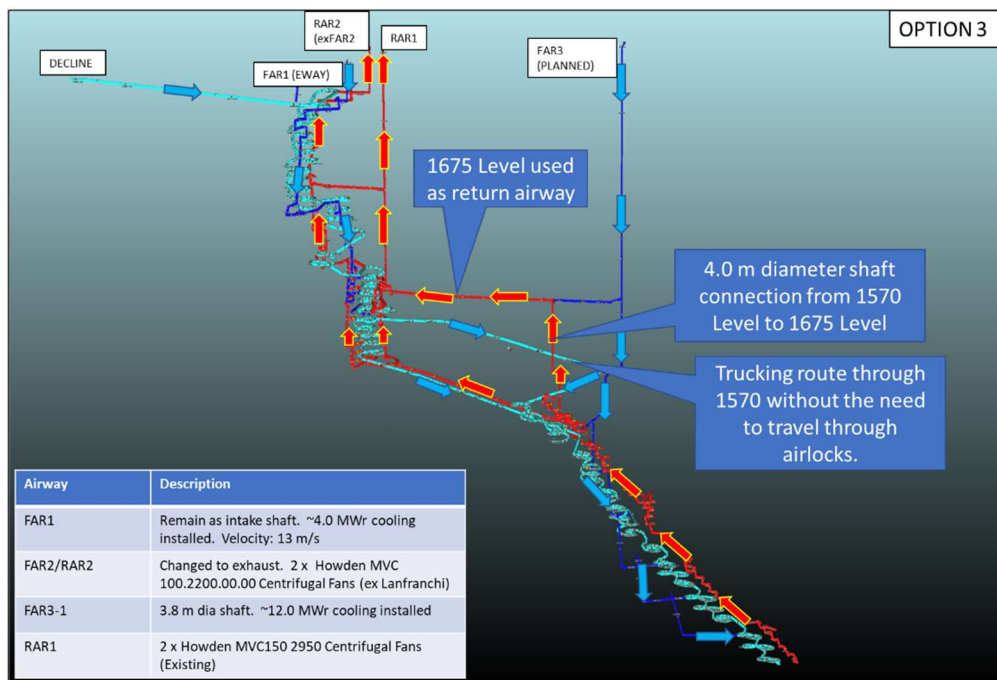 OPTION 3
RAR2
(exFAR2
RAR1
FAR3
(PLANNED)
DECLINE
FAR1 (EWAY)
1675 Level used
as return airway
4.0 m diameter shaft
connection from 1570
Level to 1675 Level
Trucking route through
1570 without the need
to travel through
airlocks.
Airway Description
FAR1 Remain as intake shaft. ~4.0 MWr cooling
installed. Velocity: 13 m/s
FAR2/RAR2 Changed to exhaust. 2 x Howden MVC
100.2200.00.00 Centrifugal Fans (ex Lanfranchi)
FAR3-1 3.8 m dia shaft. ~12.0 MWr cooling installed
RAR1 2 x Howden MVC150 2950 Centrifugal Fans
(Existing)